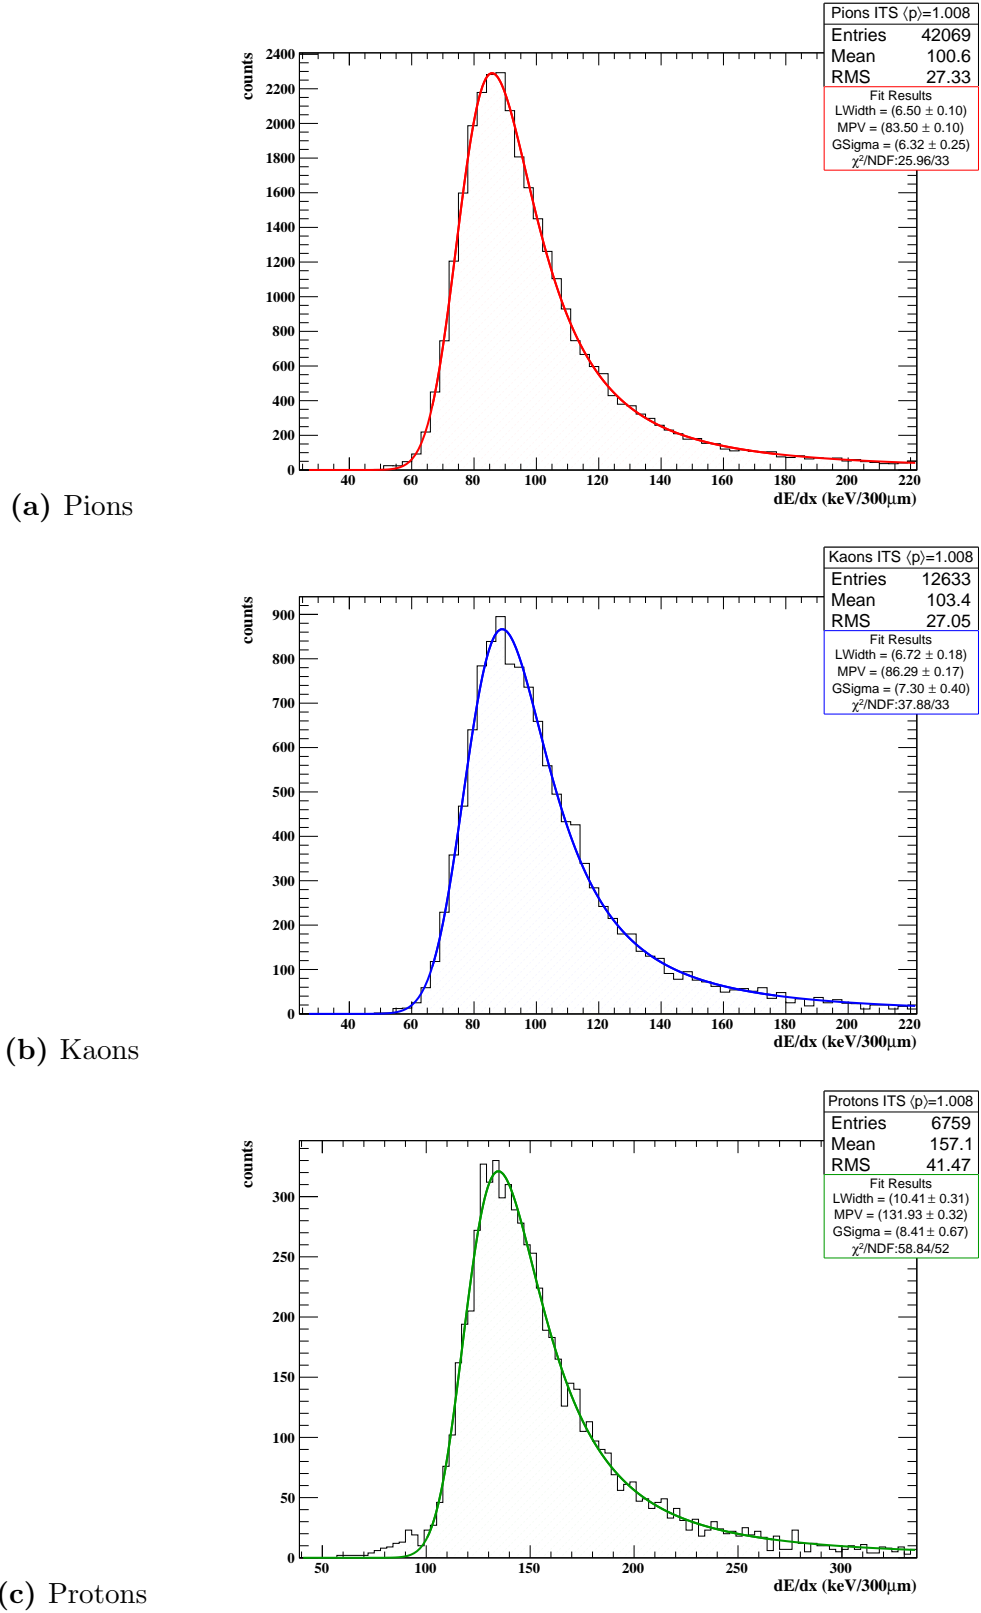 Pions ITS ⟨p⟩=1.008
Entries 42069
Mean 100.6
RMS 27.33
Fit Results
LWidth = (6.50 ± 0.10)
MPV = (83.50 ± 0.10)
GSigma = (6.32 ± 0.25)
χ²/NDF:25.96/33
counts
2400
2200
2000
1800
1600
1400
1200
1000
800
600
400
200
0
40 60 80 100 120 140 160 180 200 220
dE/dx (keV/300μm)
(a) Pions
Kaons ITS ⟨p⟩=1.008
Entries 12633
Mean 103.4
RMS 27.05
Fit Results
LWidth = (6.72 ± 0.18)
MPV = (86.29 ± 0.17)
GSigma = (7.30 ± 0.40)
χ²/NDF:37.88/33
counts
900
800
700
600
500
400
300
200
100
0
40 60 80 100 120 140 160 180 200 220
dE/dx (keV/300μm)
(b) Kaons
Protons ITS ⟨p⟩=1.008
Entries 6759
Mean 157.1
RMS 41.47
Fit Results
LWidth = (10.41 ± 0.31)
MPV = (131.93 ± 0.32)
GSigma = (8.41 ± 0.67)
χ²/NDF:58.84/52
counts
300
250
200
150
100
50
0
50 100 150 200 250 300
dE/dx (keV/300μm)
(c) Protons